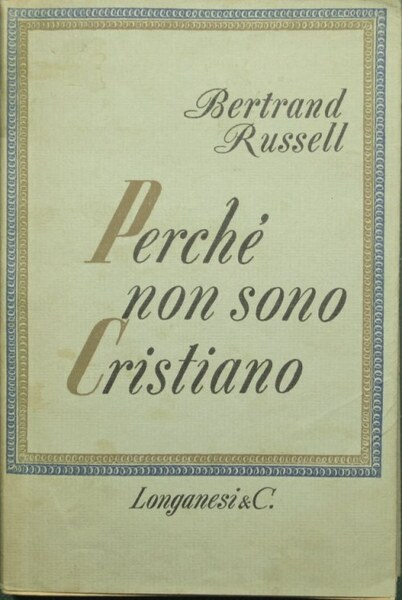 Bertrand
Russell
Perché
non sono
Cristiano
Longanesi & C.